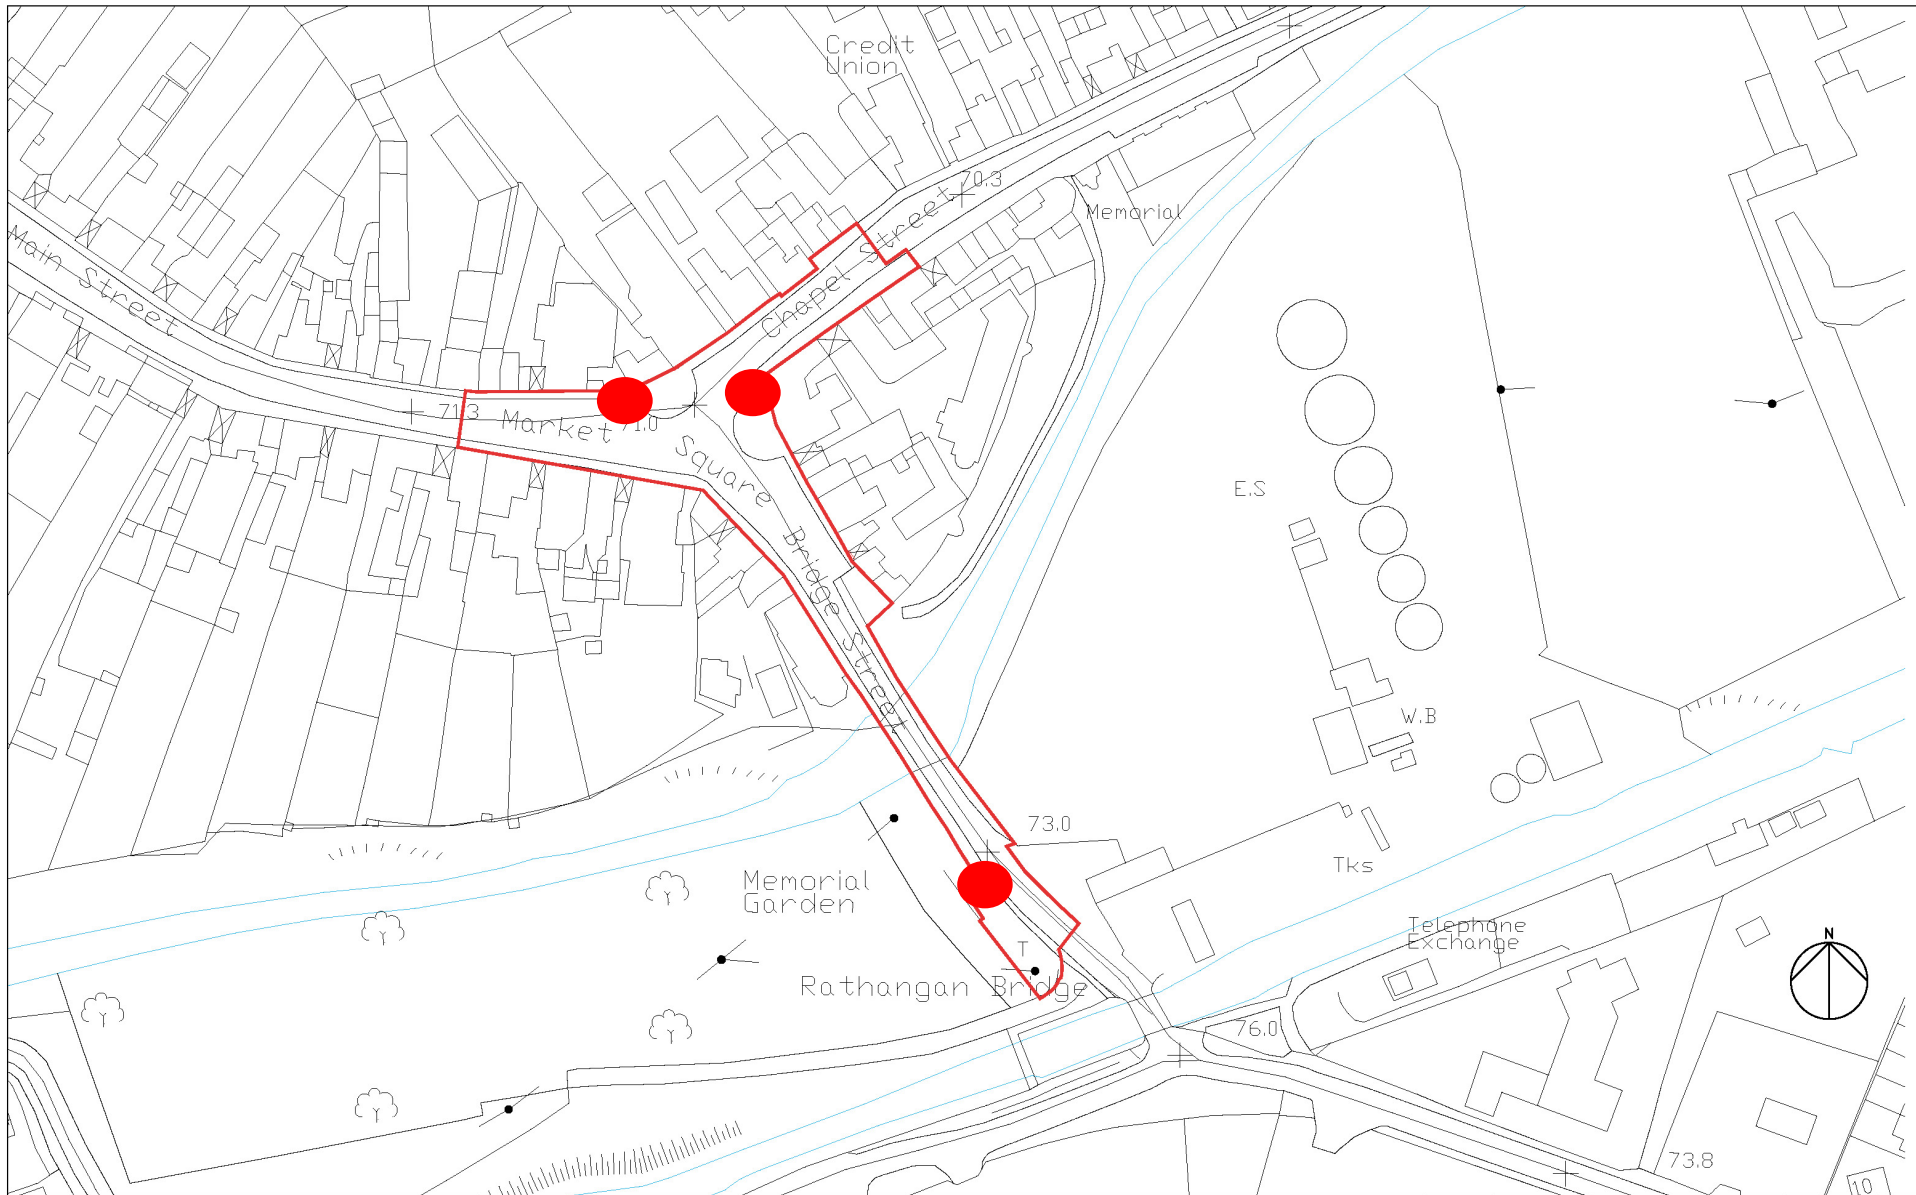 Credit
Union
70.3
Memorial
Main Street
Chapel Street
71.3
Market
71.0
Square
E.S
Bridge Street
W.B
73.0
Tks
Memorial
Garden
Telephone
Exchange
N
T
Rathangan Bridge
76.0
73.8
10